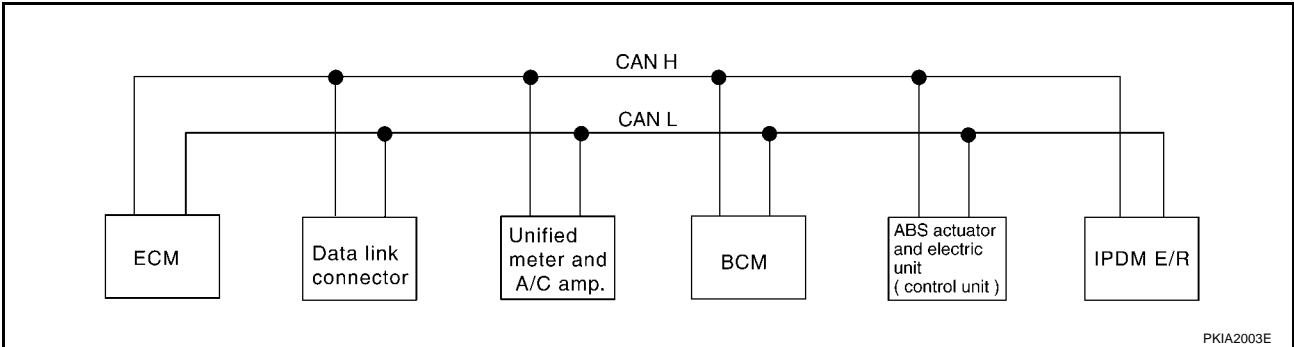 CAN H
CAN L
ECM
Data link
connector
Unified
meter and
A/C amp.
BCM
ABS actuator
and electric
unit
( control unit )
IPDM E/R
PKIA2003E